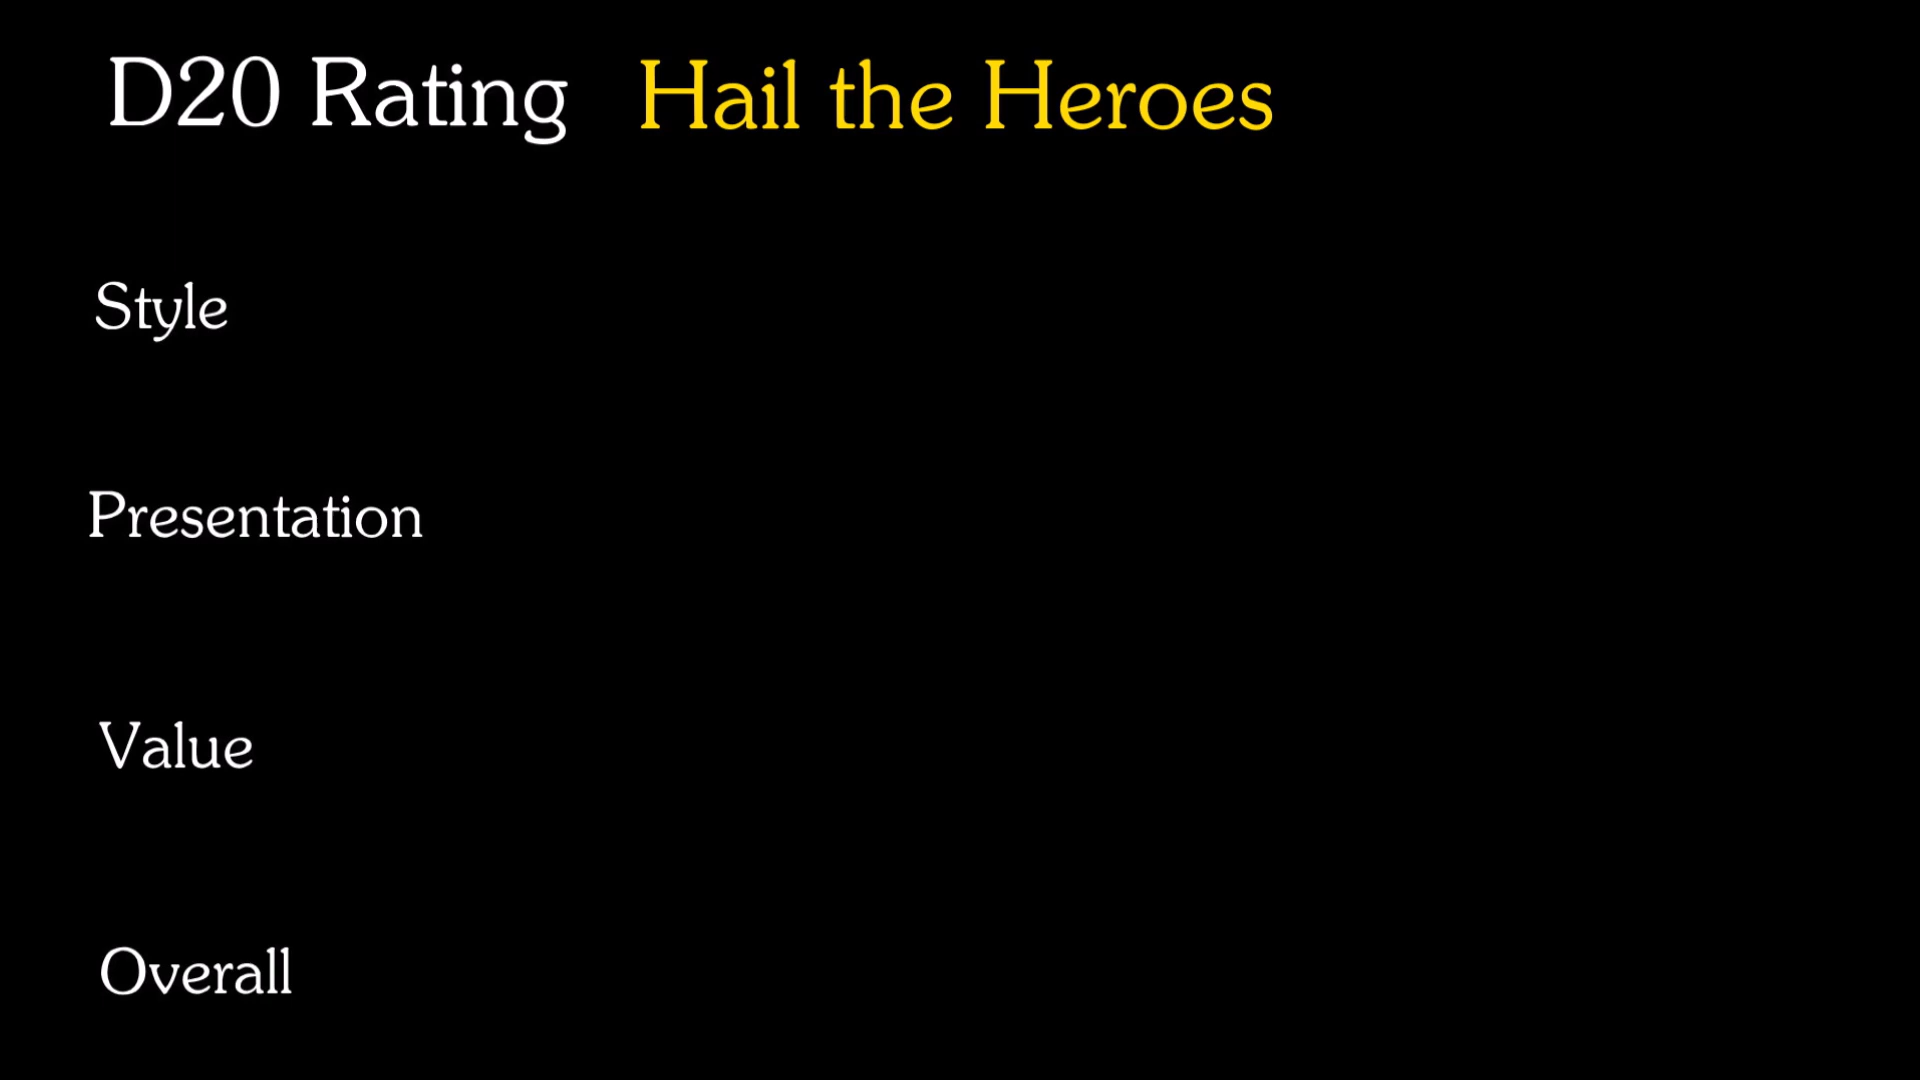 D20 Rating Hail the Heroes
Style
Presentation
Value
Overall